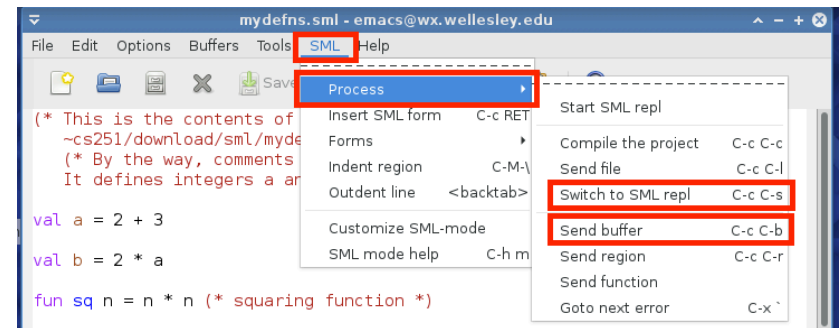 mydefns.sml - emacs@wx.wellesley.edu
File Edit Options Buffers Tools SML Help
Save
(* This is the contents of
~cs251/download/sml/myde
(* By the way, comments
It defines integers a an
val a = 2 + 3
val b = 2 * a
fun sq n = n * n (* squaring function *)
Process
Insert SML form C-c RET
Forms
Indent region C-M-\
Outdent line <backtab>
Customize SML-mode
SML mode help C-h m
Start SML repl
Compile the project C-c C-c
Send file C-c C-l
Switch to SML repl C-c C-s
Send buffer C-c C-b
Send region C-c C-r
Send function
Goto next error C-x `